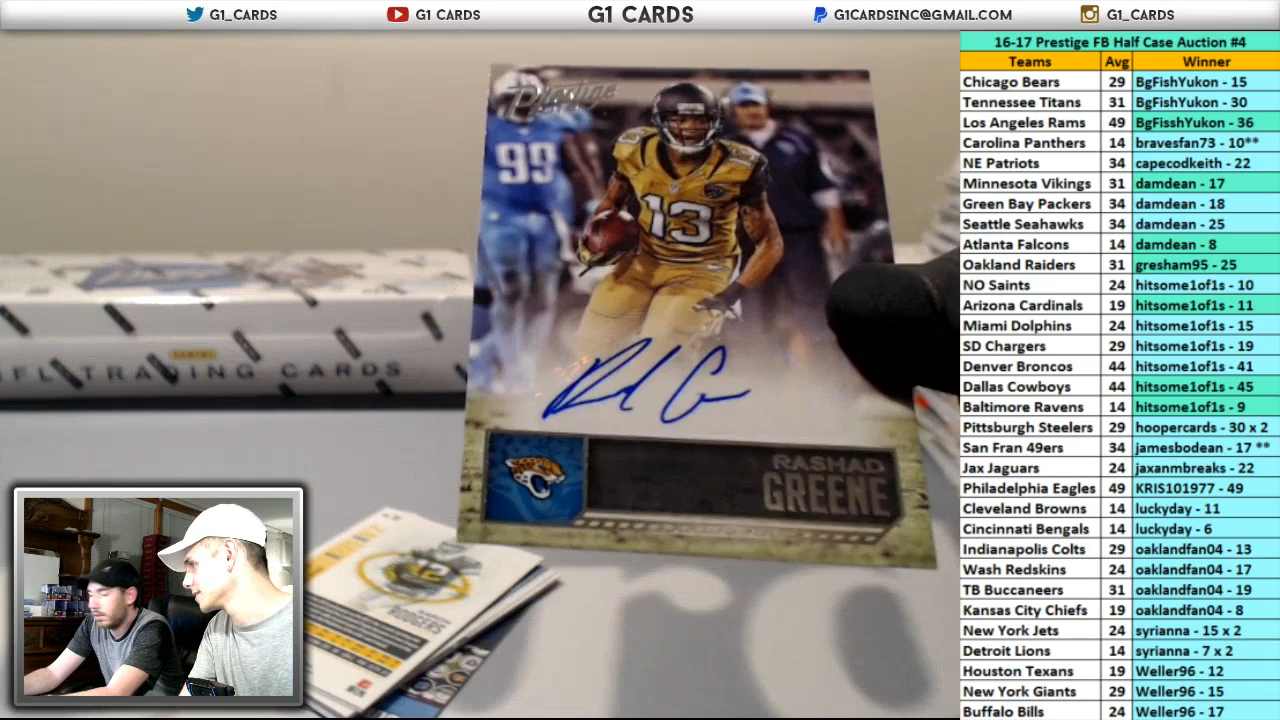 G1_CARDS
G1 CARDS
G1 CARDS
G1CARDSINC@GMAIL.COM
G1_CARDS
16-17 Prestige FB Half Case Auction #4
Teams Avg Winner
Chicago Bears 29 BgFishYukon - 15
Tennessee Titans 31 BgFishYukon - 30
Los Angeles Rams 49 BgFisshYukon - 36
Carolina Panthers 14 bravesfan73 - 10**
NE Patriots 34 capecodkeith - 22
Minnesota Vikings 31 damdean - 17
Green Bay Packers 34 damdean - 18
Seattle Seahawks 34 damdean - 25
Atlanta Falcons 14 damdean - 8
Oakland Raiders 31 gresham95 - 25
NO Saints 24 hitsome1of1s - 10
Arizona Cardinals 19 hitsome1of1s - 11
Miami Dolphins 24 hitsome1of1s - 15
SD Chargers 29 hitsome1of1s - 19
Denver Broncos 44 hitsome1of1s - 41
Dallas Cowboys 44 hitsome1of1s - 45
Baltimore Ravens 14 hitsome1of1s - 9
Pittsburgh Steelers 29 hoopercards - 30 x 2
San Fran 49ers 34 jamesbodean - 17 **
Jax Jaguars 24 jaxanmbreaks - 22
Philadelphia Eagles 49 KRIS101977 - 49
Cleveland Browns 14 luckyday - 11
Cincinnati Bengals 14 luckyday - 6
Indianapolis Colts 29 oaklandfan04 - 13
Wash Redskins 24 oaklandfan04 - 17
TB Buccaneers 31 oaklandfan04 - 19
Kansas City Chiefs 19 oaklandfan04 - 8
New York Jets 24 syrianna - 15 x 2
Detroit Lions 14 syrianna - 7 x 2
Houston Texans 19 Weller96 - 12
New York Giants 29 Weller96 - 15
Buffalo Bills 24 Weller96 - 17
Prestige
99
13
13
RASHAD
GREENE
PANINI
NFL TRADING CARDS
12
RODGERS